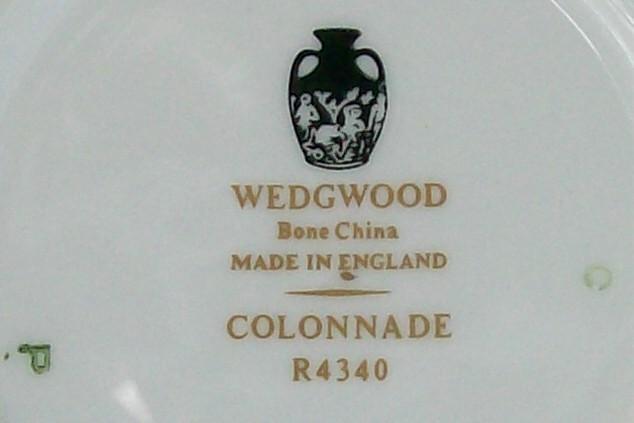 WEDGWOOD
Bone China
MADE IN ENGLAND
COLONNADE
R4340
P